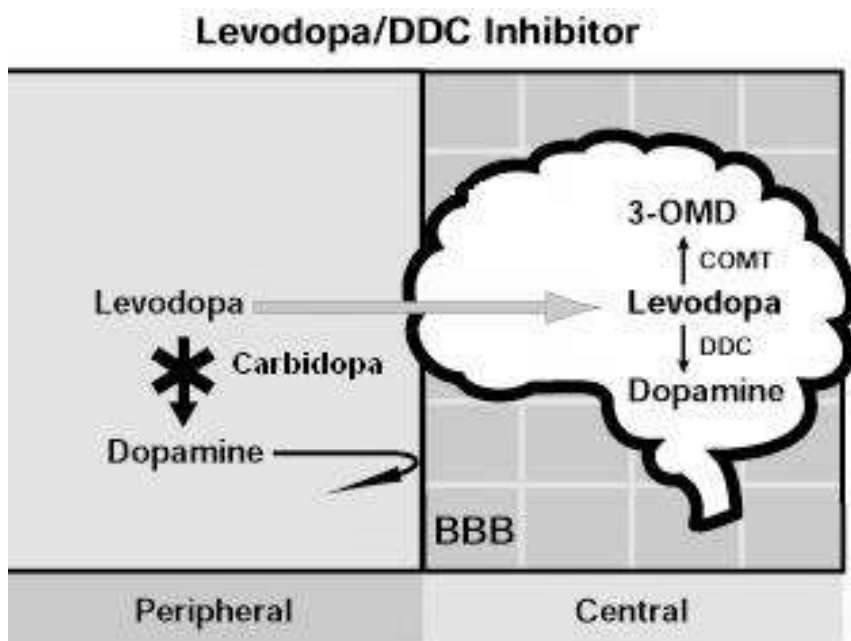 Levodopa/DDC Inhibitor
3-OMD
COMT
Levodopa
Levodopa
DDC
Carbidopa
Dopamine
Dopamine
BBB
Peripheral
Central